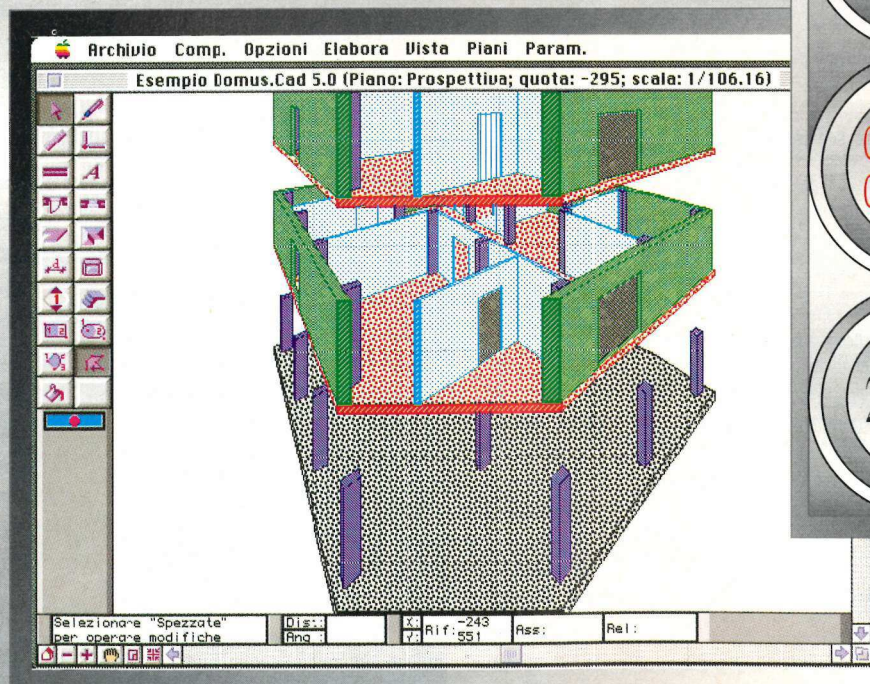 Archivio Comp. Opzioni Elabora Vista Piani Param.
Esempio Domus.Cad 5.0 (Piano: Prospettiva; quota: -295; scala: 1/106.16)
Selezionare "Spezzate"
per operare modifiche
Dis:
Ang :
X:
Y:
Rif: -243
551
Ass:
Rel: